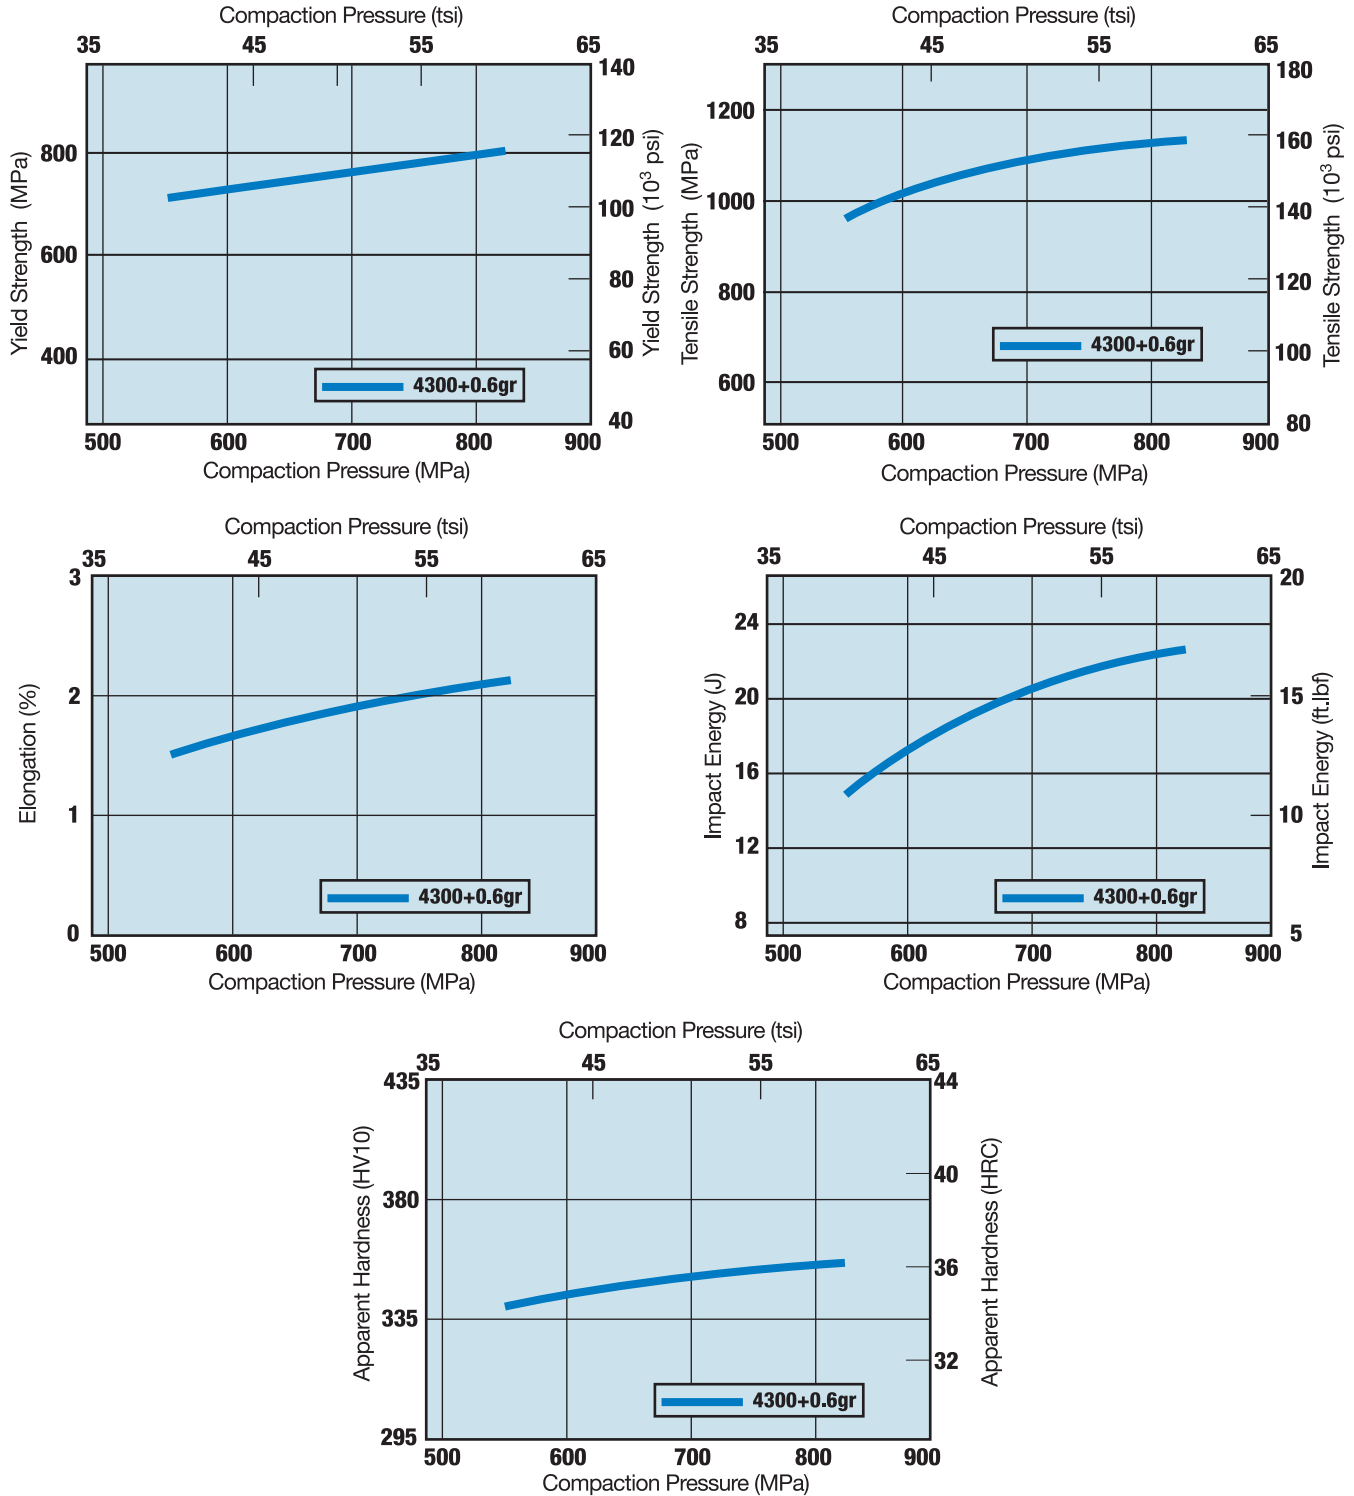 Compaction Pressure (tsi)
35 45 55 65
Yield Strength (MPa)
800
600
400
140
120
100
80
60
40
Yield Strength (10³ psi)
4300+0.6gr
500 600 700 800 900
Compaction Pressure (MPa)
Compaction Pressure (tsi)
35 45 55 65
Tensile Strength (MPa)
1200
1000
800
600
180
160
140
120
100
80
Tensile Strength (10³ psi)
4300+0.6gr
500 600 700 800 900
Compaction Pressure (MPa)
Compaction Pressure (tsi)
35 45 55 65
Elongation (%)
3
2
1
0
4300+0.6gr
500 600 700 800 900
Compaction Pressure (MPa)
Compaction Pressure (tsi)
35 45 55 65
Impact Energy (J)
24
20
16
12
8
20
15
10
5
Impact Energy (ft.lbf)
4300+0.6gr
500 600 700 800 900
Compaction Pressure (MPa)
Compaction Pressure (tsi)
35 45 55 65
Apparent Hardness (HV10)
435
380
335
295
44
40
36
32
Apparent Hardness (HRC)
4300+0.6gr
500 600 700 800 900
Compaction Pressure (MPa)